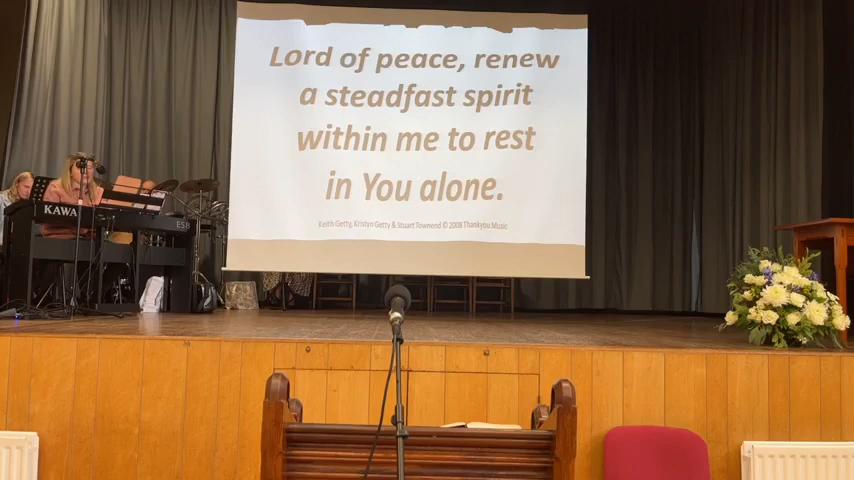 Lord of peace, renew
a steadfast spirit
within me to rest
in You alone.
Keith Getty, Kristyn Getty & Stuart Townend © 2008 Thankyou Music
KAWAI
ES8